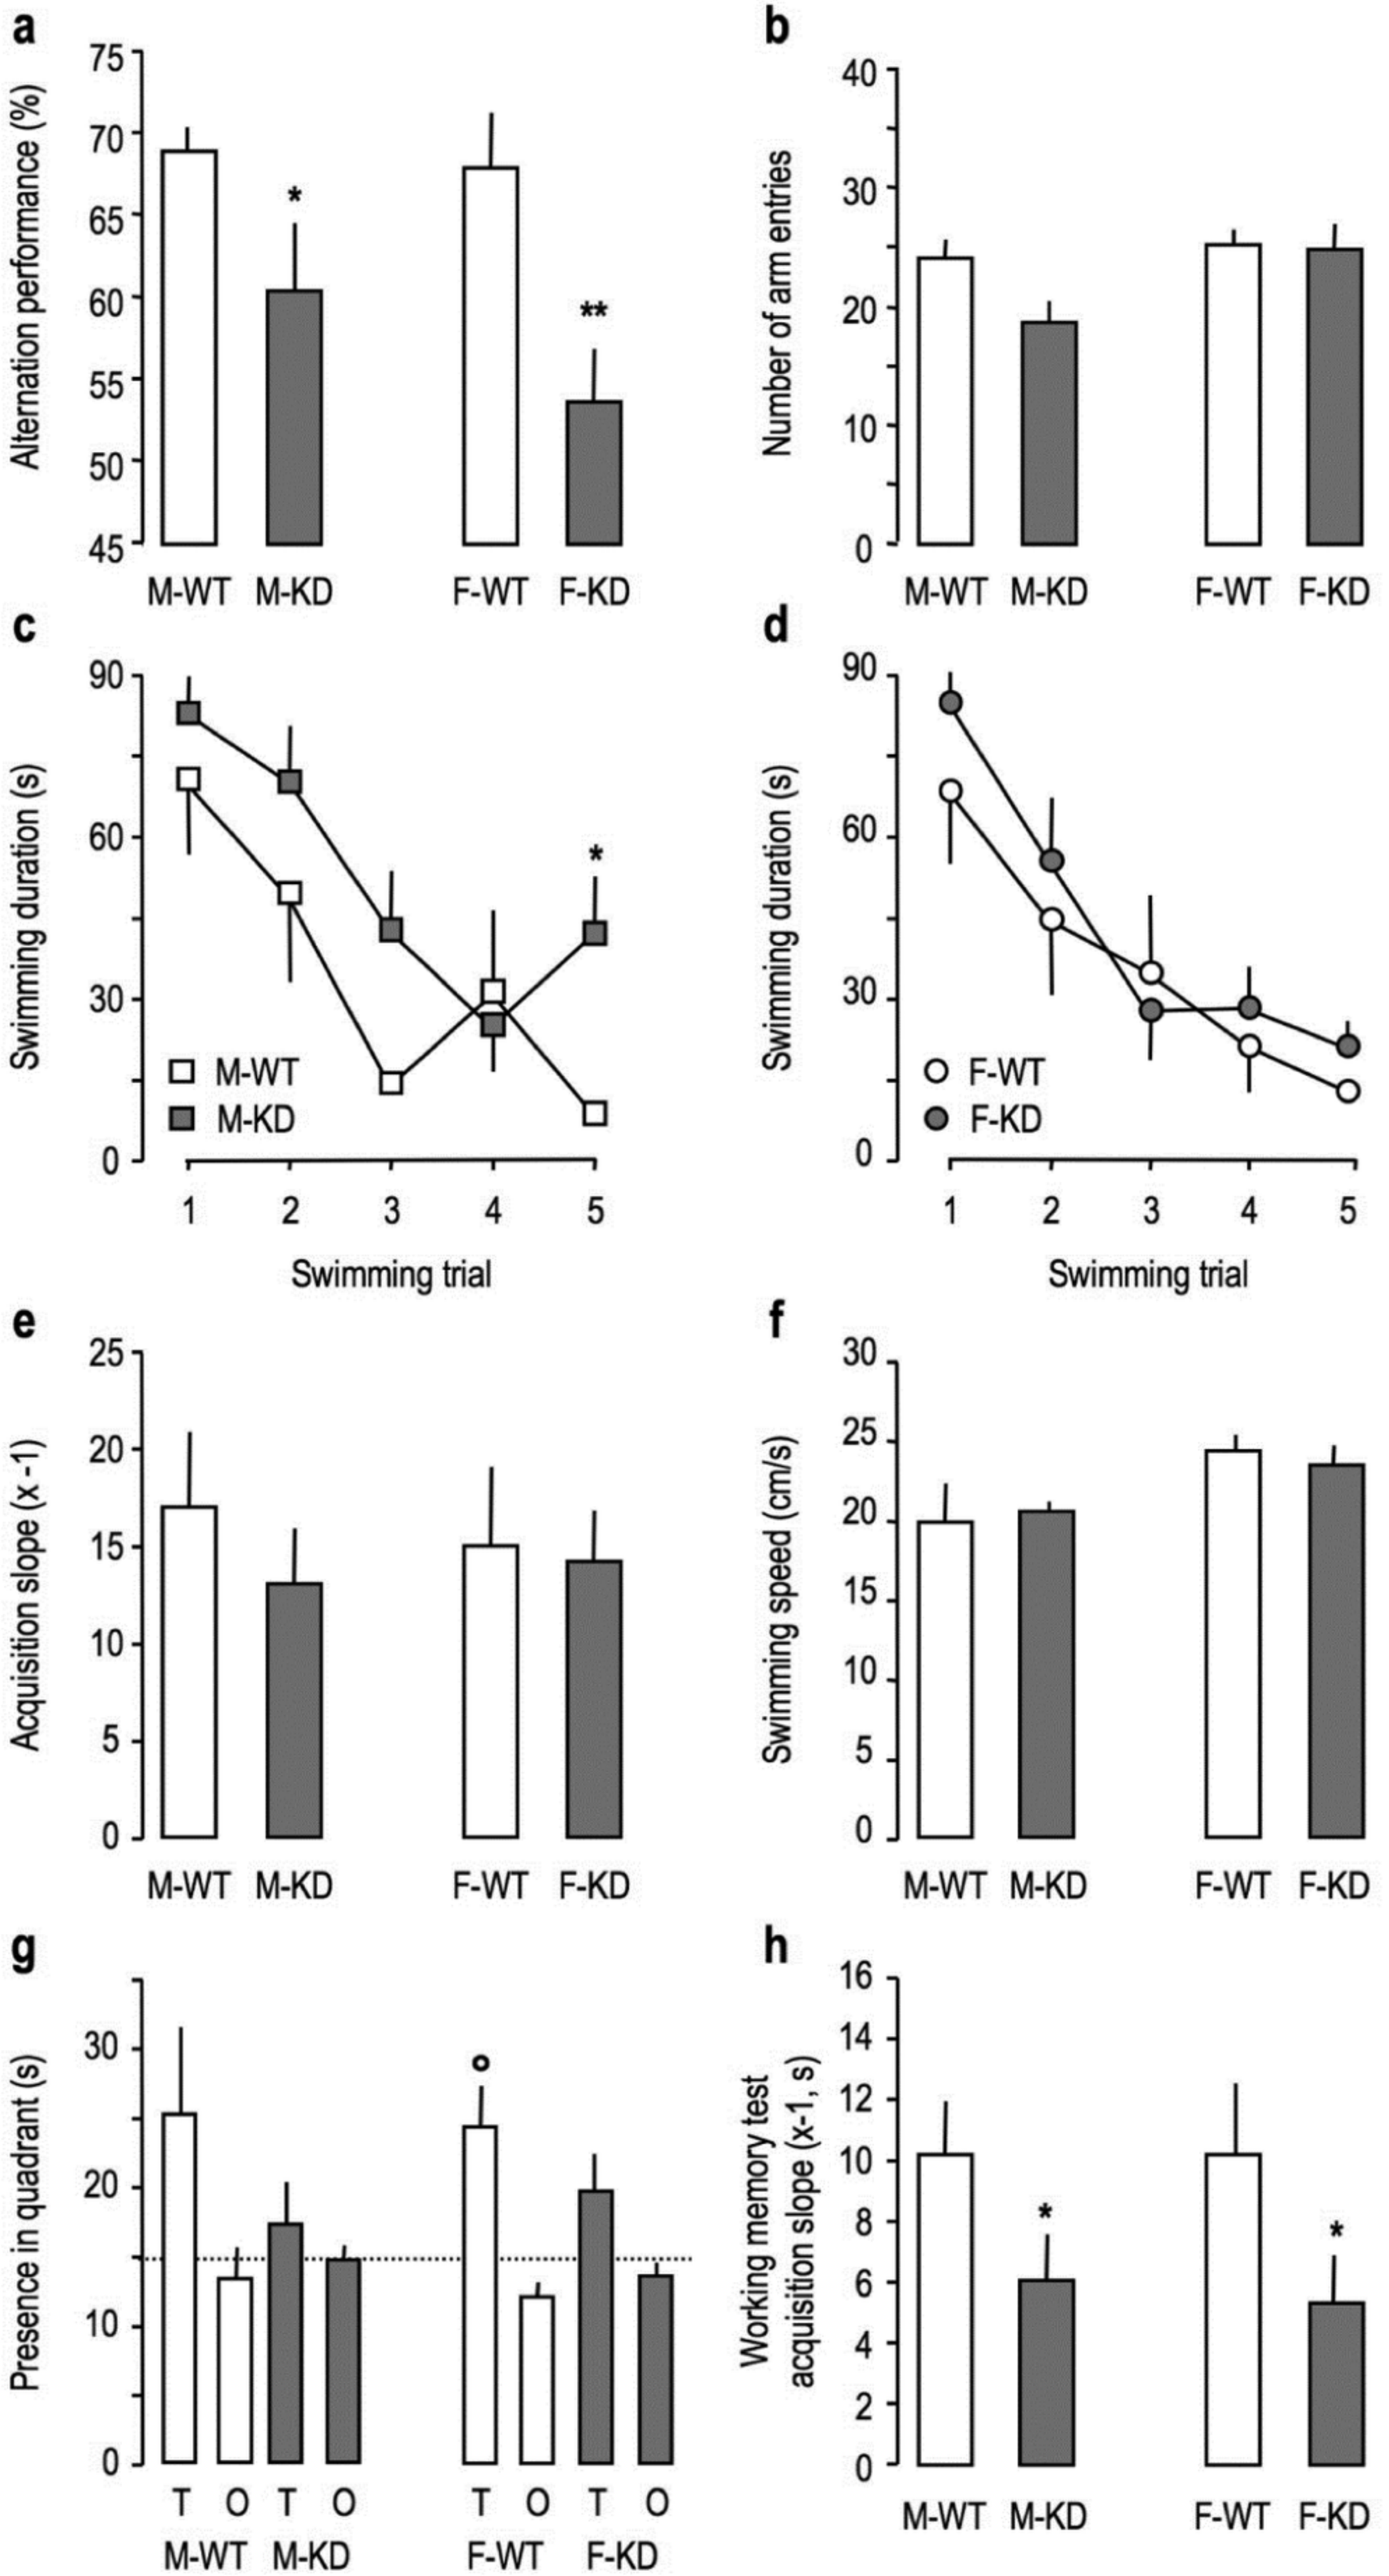 a
75
70
65
60
55
50
45
Alternation performance (%)
*
**
M-WT M-KD F-WT F-KD
b
40
30
20
10
0
Number of arm entries
M-WT M-KD F-WT F-KD
c
90
60
30
0
Swimming duration (s)
*
M-WT
M-KD
1 2 3 4 5
Swimming trial
d
90
60
30
0
Swimming duration (s)
F-WT
F-KD
1 2 3 4 5
Swimming trial
e
25
20
15
10
5
0
Acquisition slope (x -1)
M-WT M-KD F-WT F-KD
f
30
25
20
15
10
5
0
Swimming speed (cm/s)
M-WT M-KD F-WT F-KD
g
30
20
10
0
Presence in quadrant (s)
T O T O T O T O
M-WT M-KD F-WT F-KD
h
16
14
12
10
8
6
4
2
0
Working memory test
acquisition slope (x-1, s)
* *
M-WT M-KD F-WT F-KD